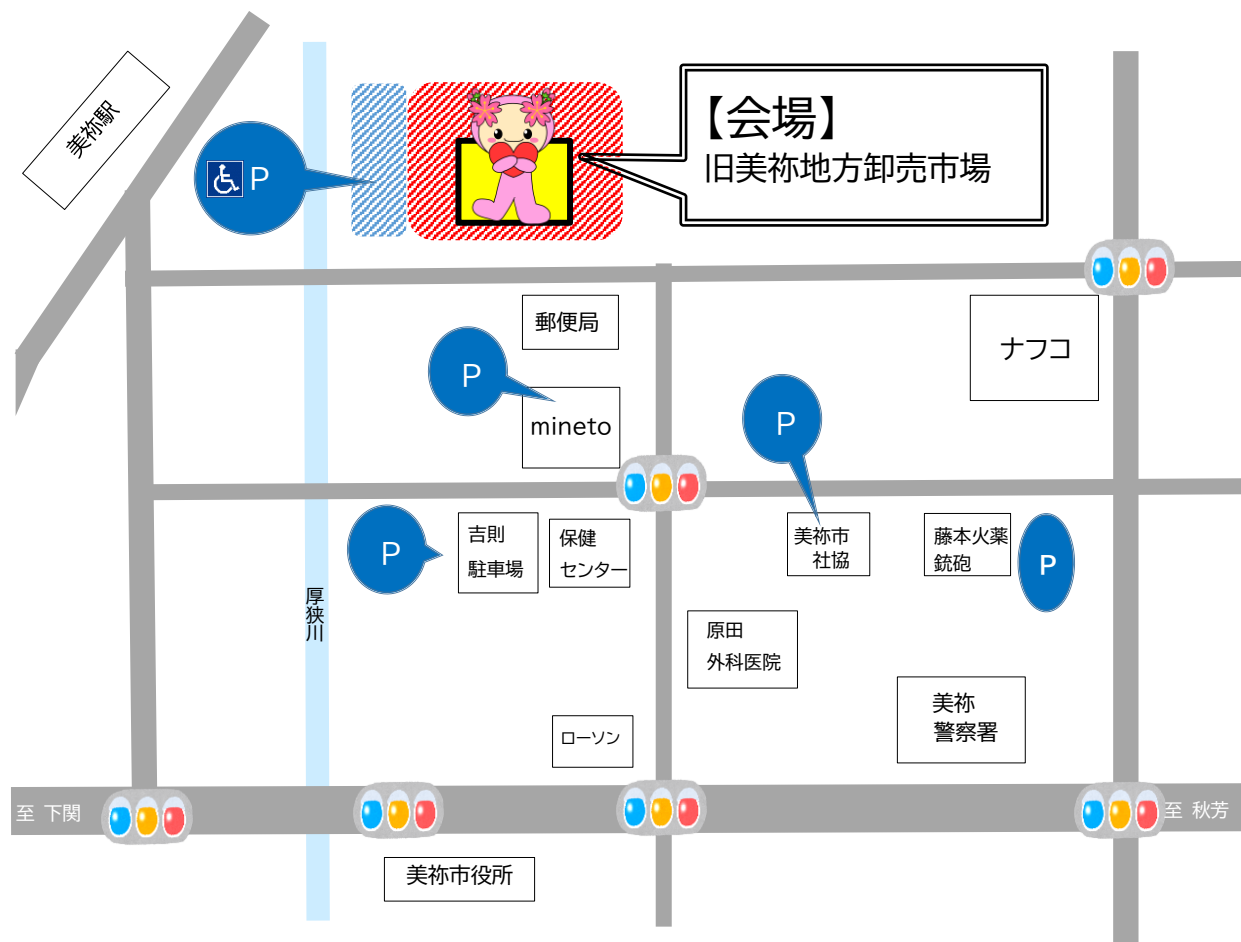 美祢駅
P
【会場】
旧美祢地方卸売市場
郵便局
ナフコ
P
mineto
P
P
吉則
駐車場
保健
センター
美祢市
社協
藤本火薬
銃砲
P
厚狭川
原田
外科医院
美祢
警察署
ローソン
至 下関
至 秋芳
美祢市役所